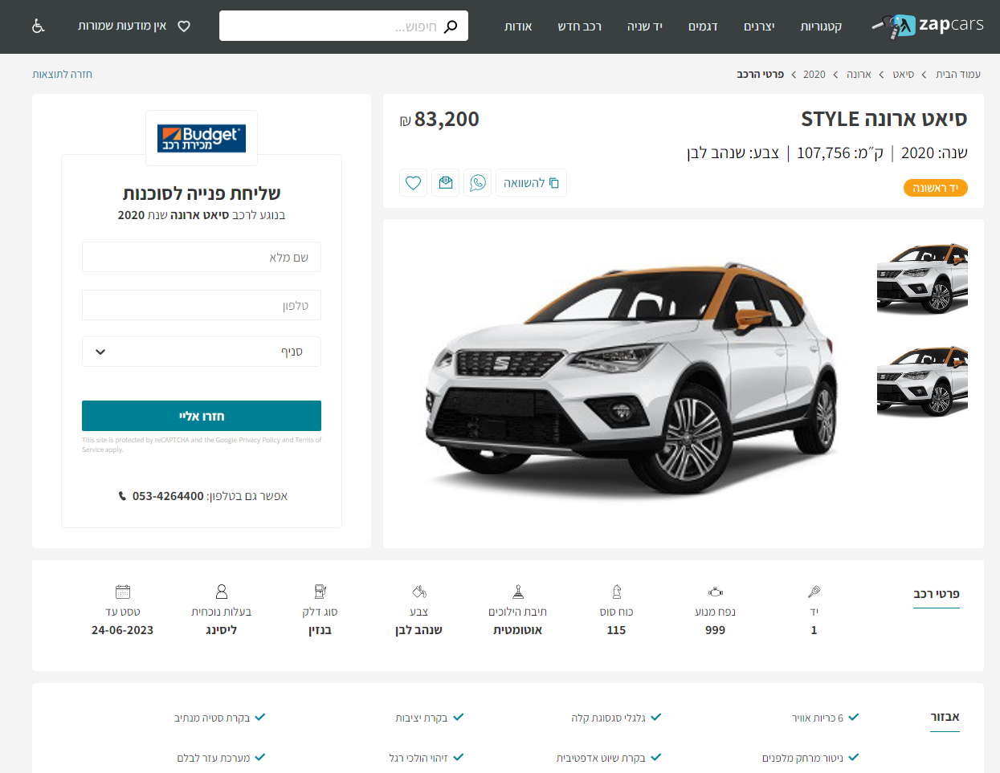 zapcars
קטגוריות
יצרנים
דגמים
יד שניה
רכב חדש
אודות
חיפוש...
אין מודעות שמורות
עמוד הבית > סיאט > ארונה > 2020 > פרטי הרכב
חזרה לתוצאות
סיאט ארונה STYLE
83,200 ₪
שנה: 2020 | ק״מ: 107,756 | צבע: שנהב לבן
יד ראשונה
להשוואה
Budget
מכירת רכב
שליחת פנייה לסוכנות
בנוגע לרכב סיאט ארונה שנת 2020
שם מלא
טלפון
סניף
חזרו אליי
This site is protected by reCAPTCHA and the Google Privacy Policy and Terms of
Service apply.
אפשר גם בטלפון: 053-4264400
פרטי רכב
יד
1
נפח מנוע
999
כוח סוס
115
תיבת הילוכים
אוטומטית
צבע
שנהב לבן
סוג דלק
בנזין
בעלות נוכחית
ליסינג
טסט עד
24-06-2023
אבזור
6 כריות אוויר
גלגלי סגסוגת קלה
בקרת יציבות
בקרת סטיה מנתיב
ניטור מרחק מלפנים
בקרת שיוט אדפטיבית
זיהוי הולכי רגל
מערכת עזר לבלם